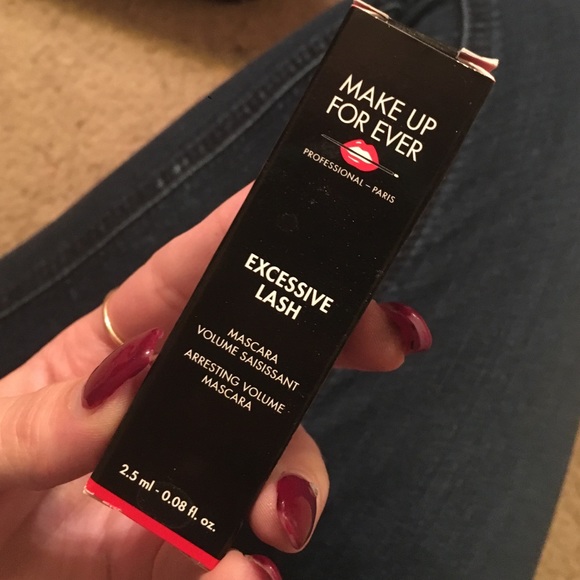 MAKE UP
FOR EVER
PROFESSIONAL – PARIS
EXCESSIVE
LASH
MASCARA
VOLUME SAISISSANT
ARRESTING VOLUME
MASCARA
2.5 ml - 0.08 fl. oz.